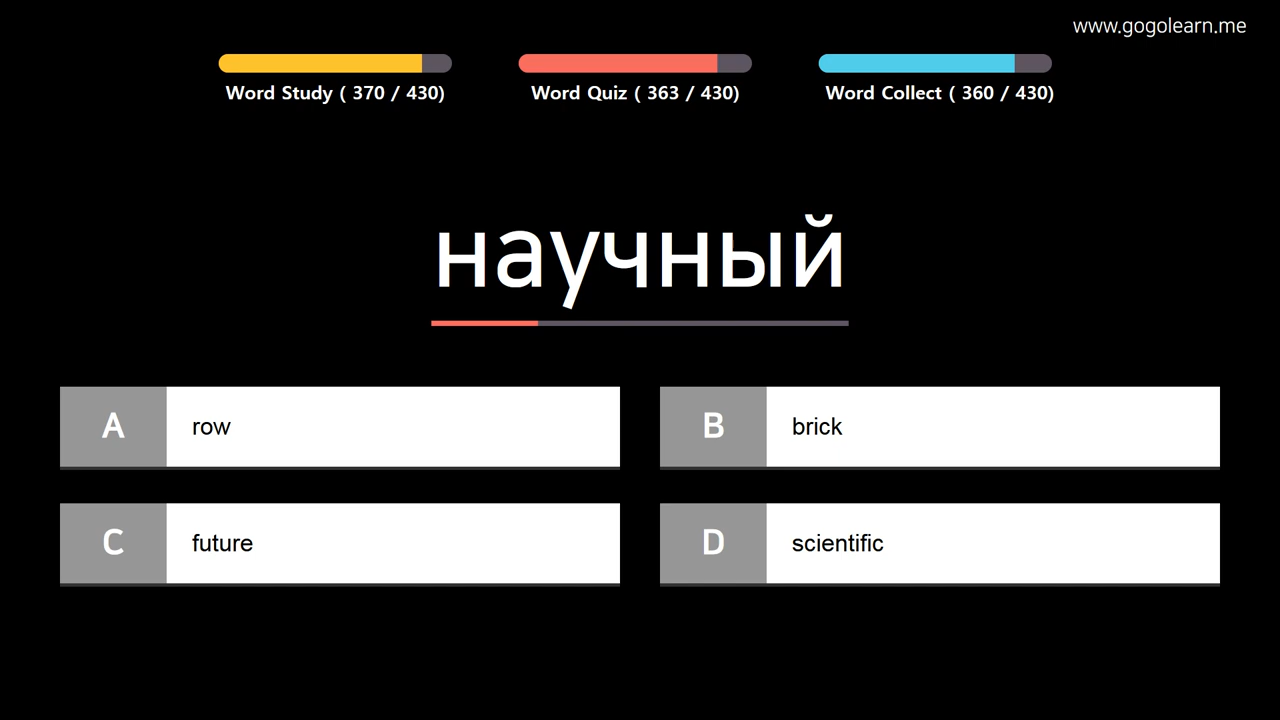 www.gogolearn.me
Word Study ( 370 / 430)
Word Quiz ( 363 / 430)
Word Collect ( 360 / 430)
научный
A
row
B
brick
C
future
D
scientific